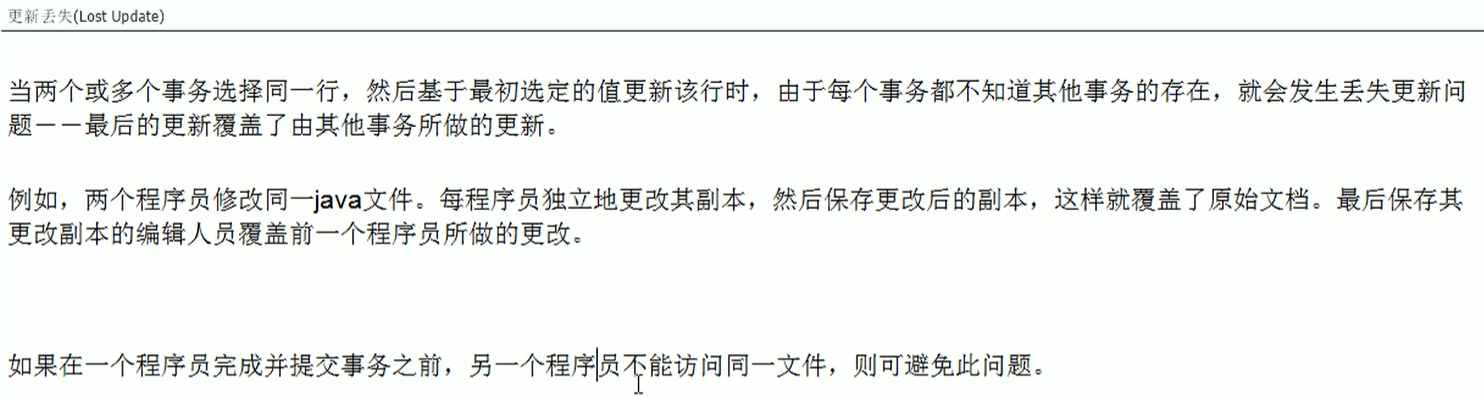 更新丢失(Lost Update)
当两个或多个事务选择同一行，然后基于最初选定的值更新该行时，由于每个事务都不知道其他事务的存在，就会发生丢失更新问
题－－最后的更新覆盖了由其他事务所做的更新。
例如，两个程序员修改同一java文件。每程序员独立地更改其副本，然后保存更改后的副本，这样就覆盖了原始文档。最后保存其
更改副本的编辑人员覆盖前一个程序员所做的更改。
如果在一个程序员完成并提交事务之前，另一个程序员不能访问同一文件，则可避免此问题。